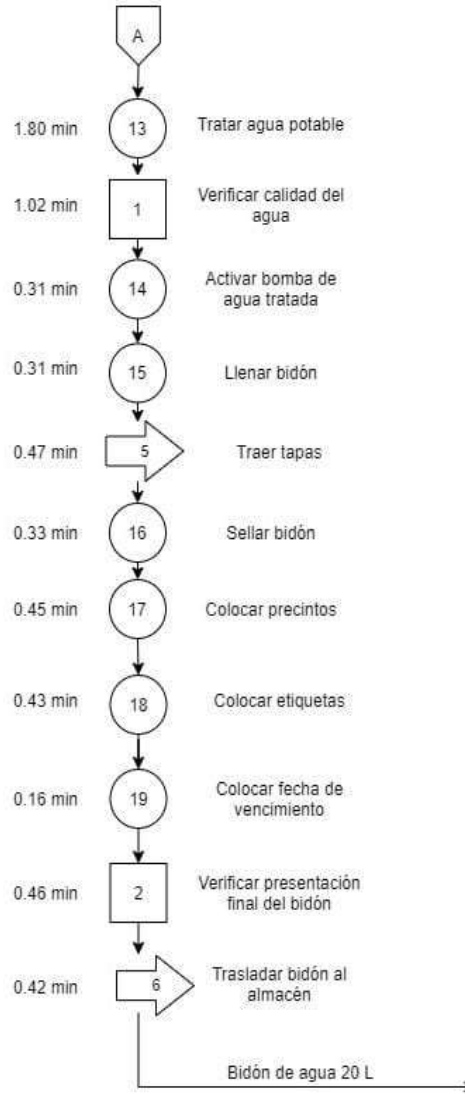 A
1.80 min 13 Tratar agua potable
1.02 min 1 Verificar calidad del
agua
0.31 min 14 Activar bomba de
agua tratada
0.31 min 15 Llenar bidón
0.47 min 5 Traer tapas
0.33 min 16 Sellar bidón
0.45 min 17 Colocar precintos
0.43 min 18 Colocar etiquetas
0.16 min 19 Colocar fecha de
vencimiento
0.46 min 2 Verificar presentación
final del bidón
0.42 min 6 Trasladar bidón al
almacén
Bidón de agua 20 L